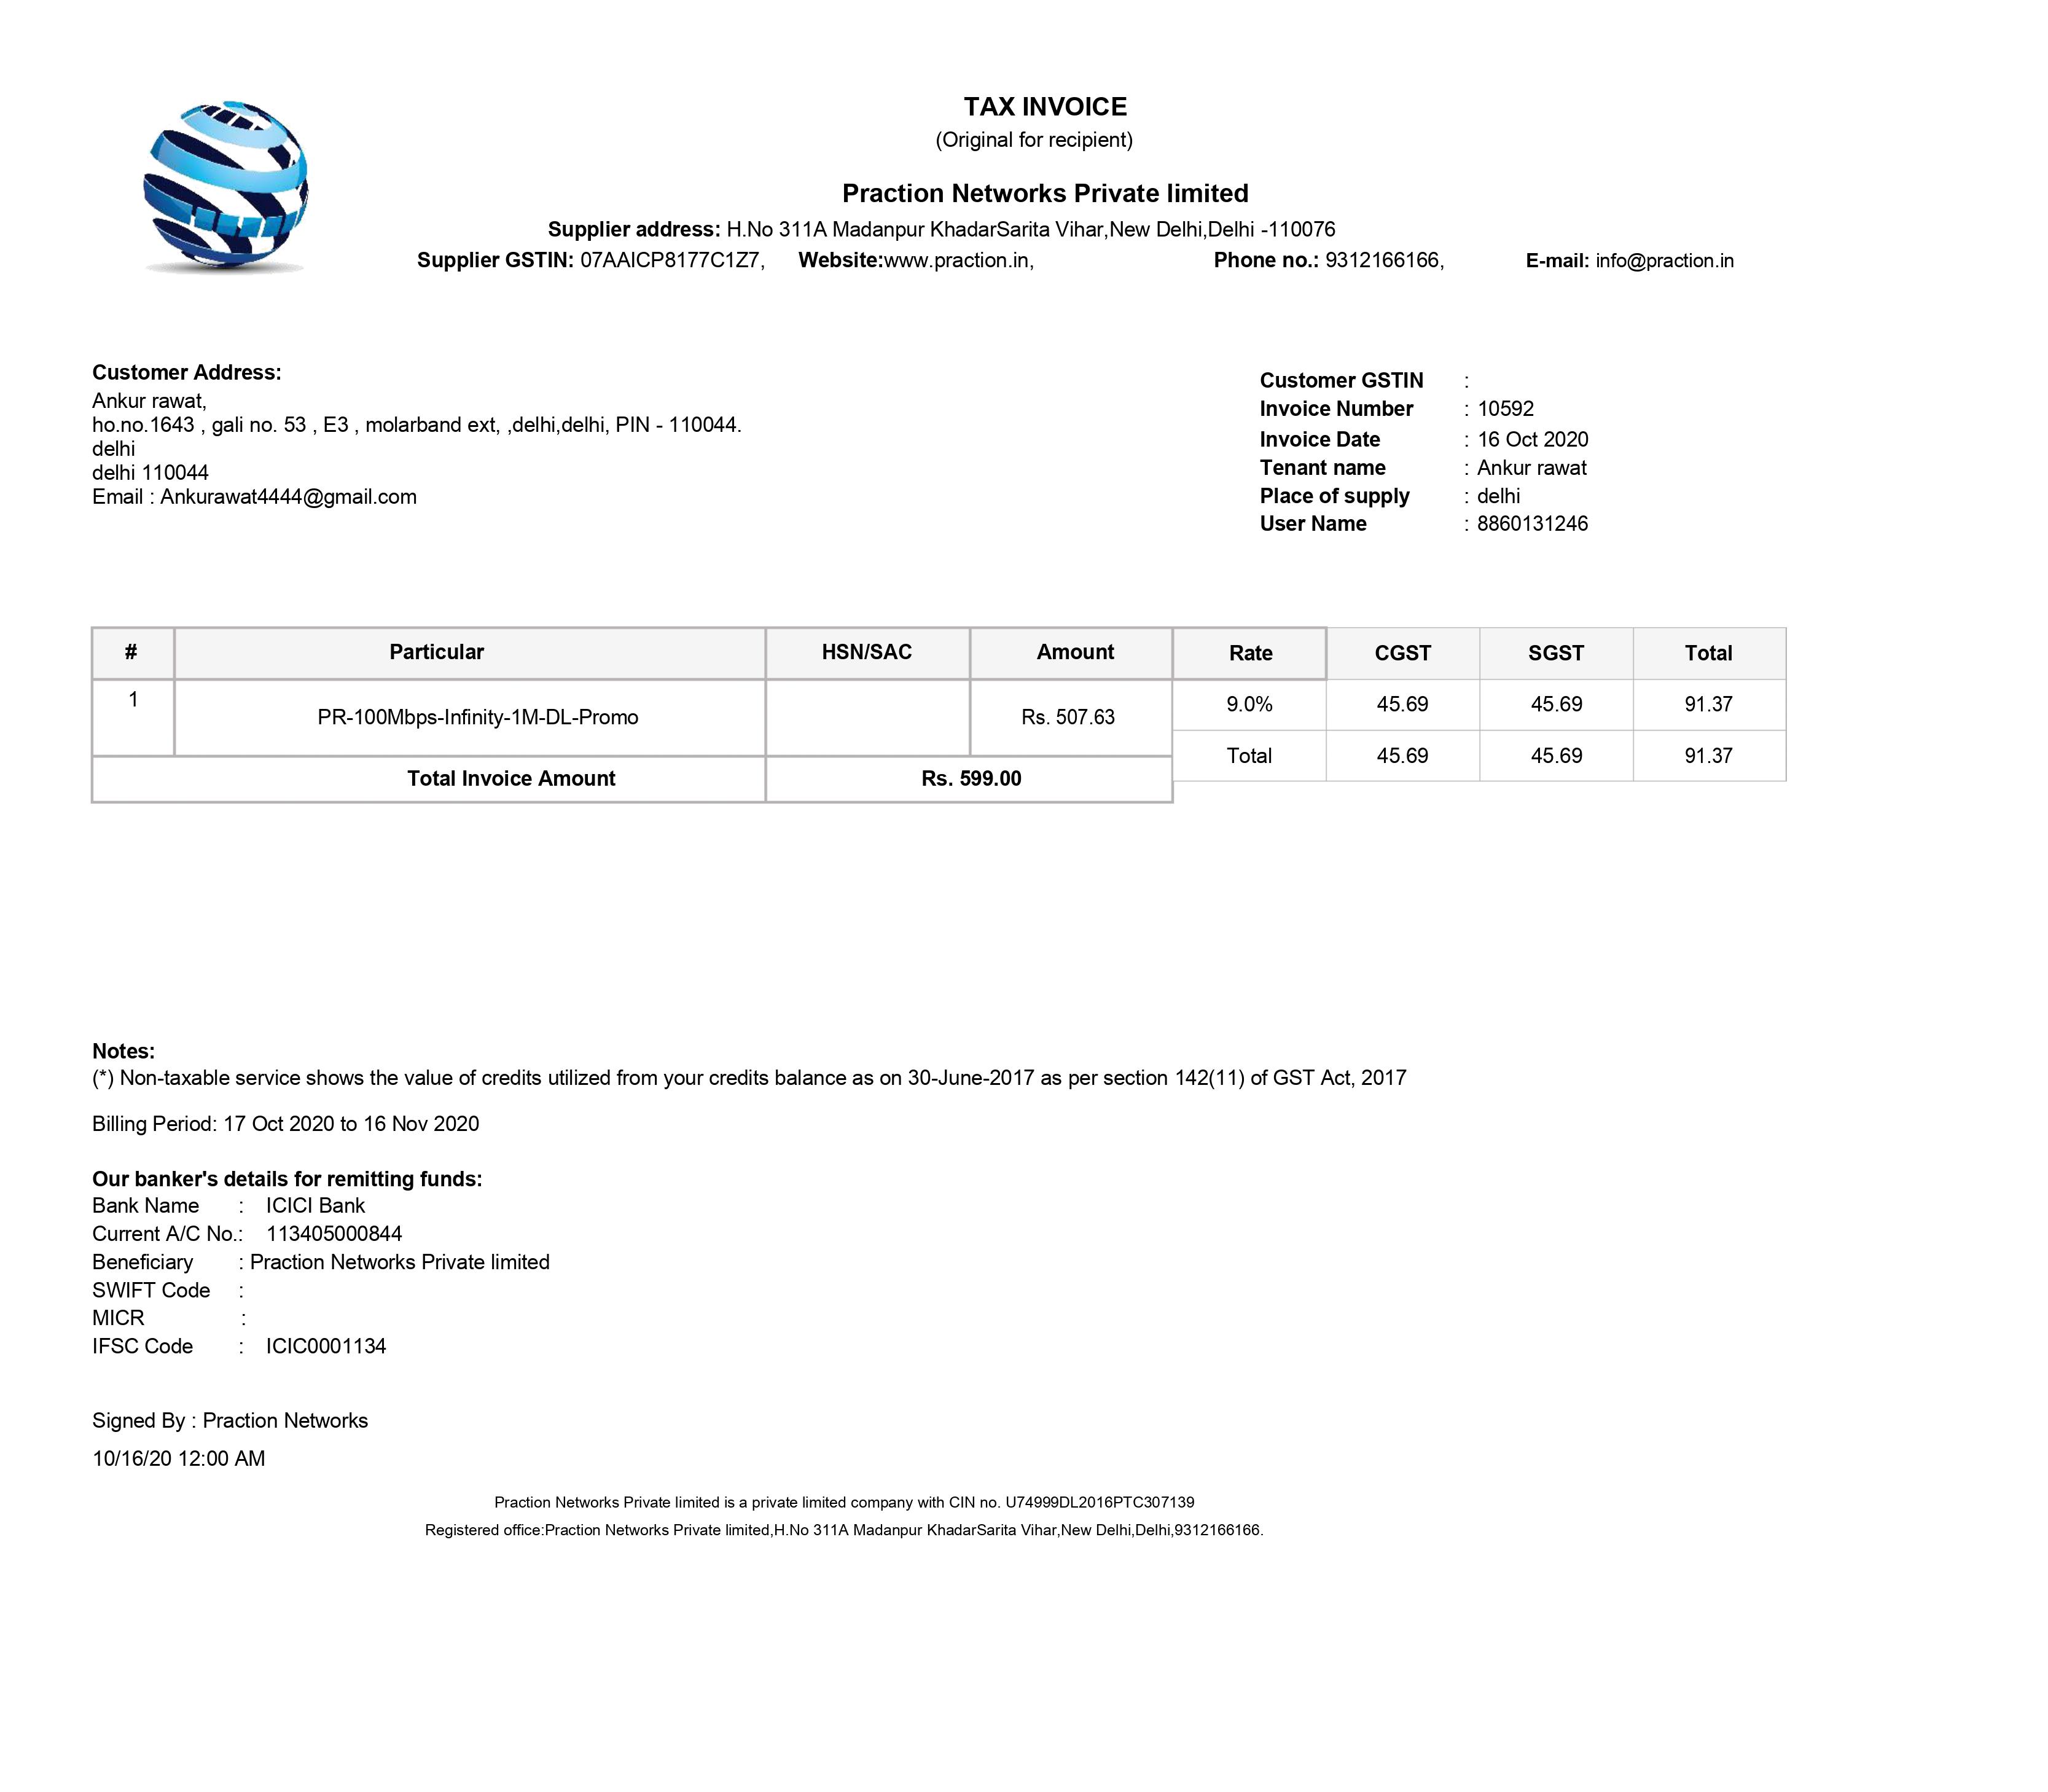 TAX INVOICE
(Original for recipient)
Praction Networks Private limited
Supplier address: H.No 311A Madanpur KhadarSarita Vihar,New Delhi,Delhi -110076
Supplier GSTIN: 07AAICP8177C1Z7, Website:www.praction.in, Phone no.: 9312166166, E-mail: info@praction.in
Customer Address:
Ankur rawat,
ho.no.1643 , gali no. 53 , E3 , molarband ext, ,delhi,delhi, PIN - 110044.
delhi
delhi 110044
Email : Ankurawat4444@gmail.com
Customer GSTIN :
Invoice Number : 10592
Invoice Date : 16 Oct 2020
Tenant name : Ankur rawat
Place of supply : delhi
User Name : 8860131246
# Particular HSN/SAC Amount Rate CGST SGST Total
1 PR-100Mbps-Infinity-1M-DL-Promo Rs. 507.63 9.0% 45.69 45.69 91.37
Total 45.69 45.69 91.37
Total Invoice Amount Rs. 599.00
Notes:
(*) Non-taxable service shows the value of credits utilized from your credits balance as on 30-June-2017 as per section 142(11) of GST Act, 2017
Billing Period: 17 Oct 2020 to 16 Nov 2020
Our banker's details for remitting funds:
Bank Name : ICICI Bank
Current A/C No.: 113405000844
Beneficiary : Praction Networks Private limited
SWIFT Code :
MICR :
IFSC Code : ICIC0001134
Signed By : Praction Networks
10/16/20 12:00 AM
Praction Networks Private limited is a private limited company with CIN no. U74999DL2016PTC307139
Registered office:Praction Networks Private limited,H.No 311A Madanpur KhadarSarita Vihar,New Delhi,Delhi,9312166166.